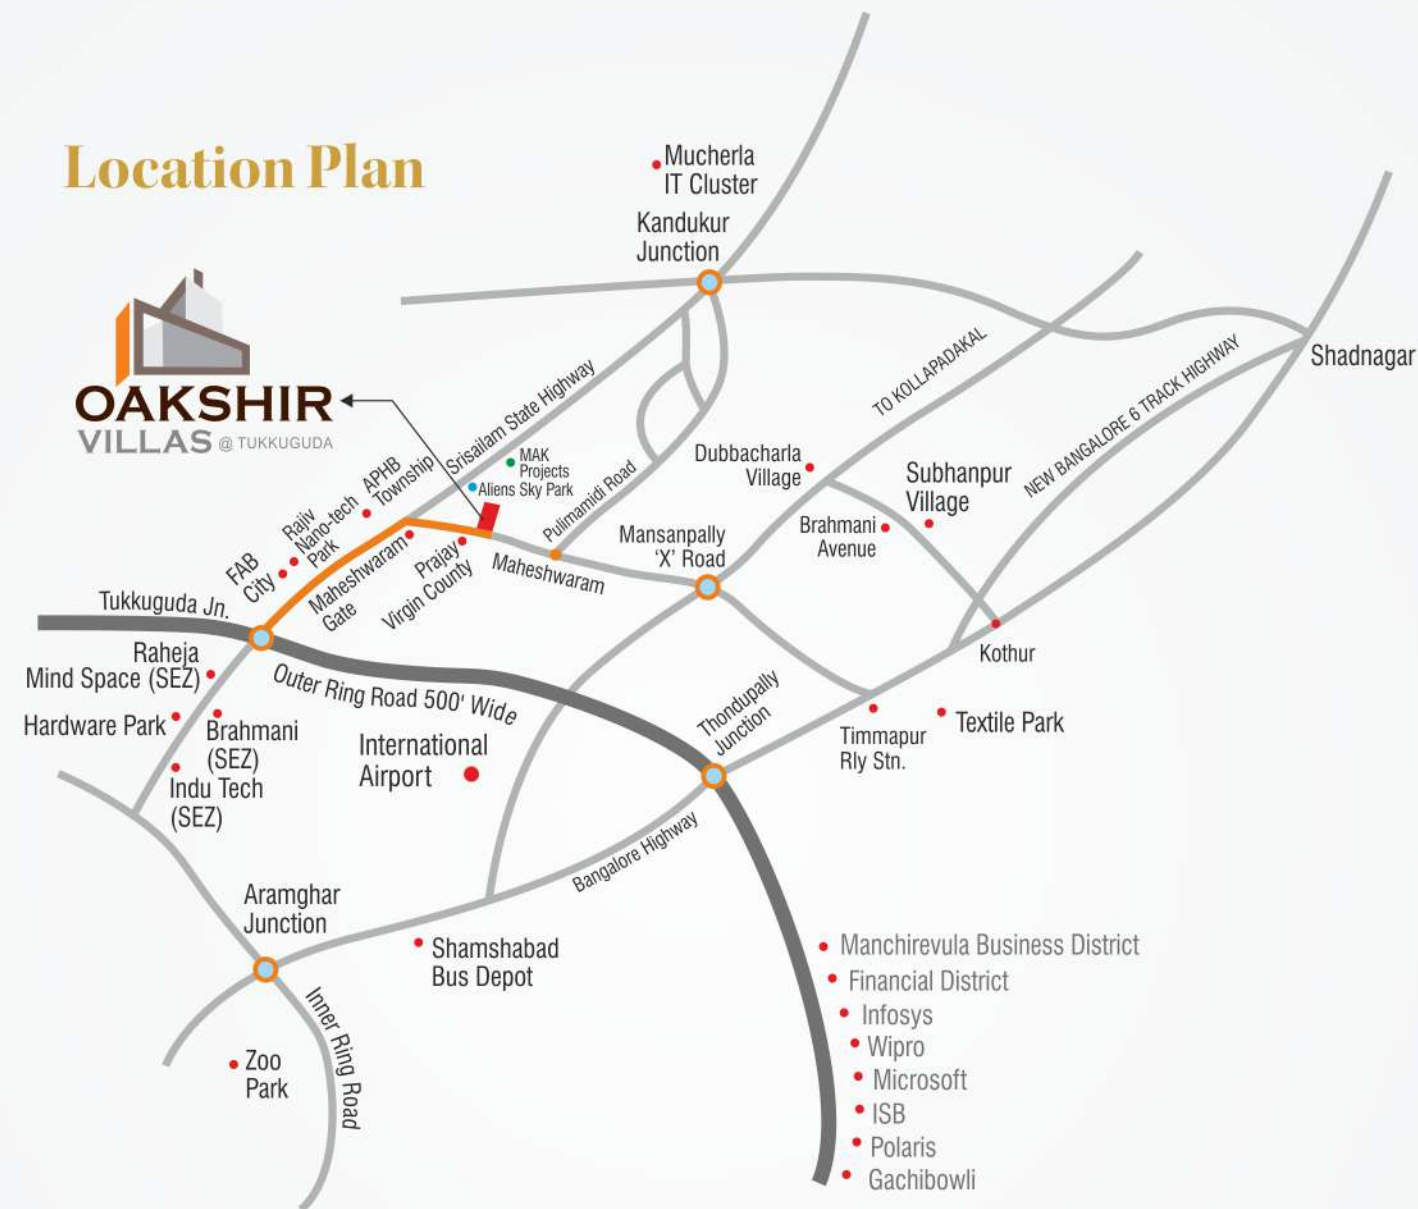 Location Plan
Mucherla
IT Cluster
Kandukur
Junction
Shadnagar
OAKSHIR
VILLAS @ TUKKUGUDA
Srisailam State Highway
TO KOLLAPADAKAL
NEW BANGALORE 6 TRACK HIGHWAY
MAK
Projects
Aliens Sky Park
APHB
Township
Rajiv
Nano-tech
Park
FAB
City
Pulimamidi Road
Dubbacharla
Village
Subhanpur
Village
Brahmani
Avenue
Mansanpally
‘X’ Road
Maheshwaram
Gate
Prajay
Virgin County
Maheshwaram
Tukkuguda Jn.
Raheja
Mind Space (SEZ)
Hardware Park
Brahmani
(SEZ)
Indu Tech
(SEZ)
Outer Ring Road 500' Wide
International
Airport
Thondupally
Junction
Kothur
Timmapur
Rly Stn.
Textile Park
Bangalore Highway
Aramghar
Junction
Shamshabad
Bus Depot
Inner Ring Road
Zoo
Park
Manchirevula Business District
Financial District
Infosys
Wipro
Microsoft
ISB
Polaris
Gachibowli